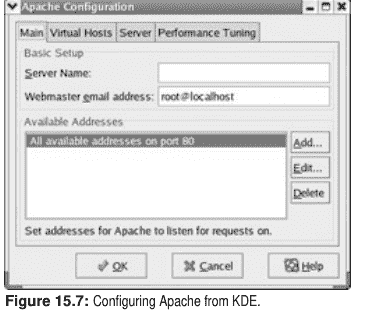 Apache Configuration
Main Virtual Hosts Server Performance Tuning
Basic Setup
Server Name:
Webmaster email address: root@localhost
Available Addresses
All available addresses on port 80
Add...
Edit...
Delete
Set addresses for Apache to listen for requests on.
OK Cancel Help
Figure 15.7: Configuring Apache from KDE.